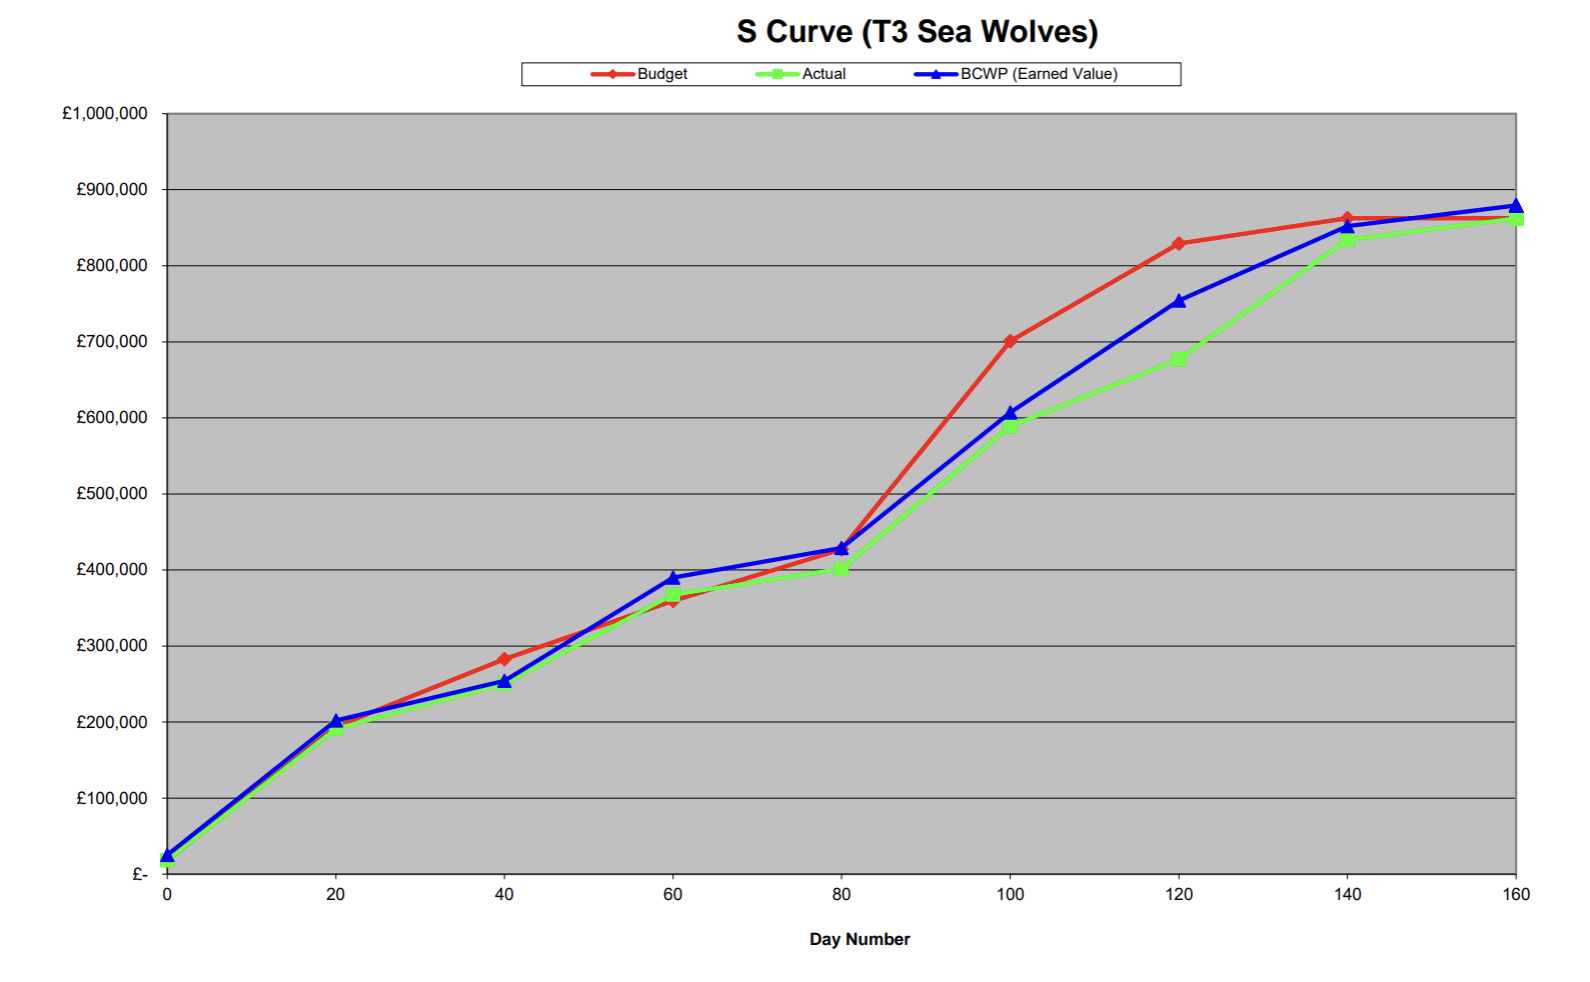 S Curve (T3 Sea Wolves)
Budget Actual BCWP (Earned Value)
£1,000,000
£900,000
£800,000
£700,000
£600,000
£500,000
£400,000
£300,000
£200,000
£100,000
£-
0 20 40 60 80 100 120 140 160
Day Number